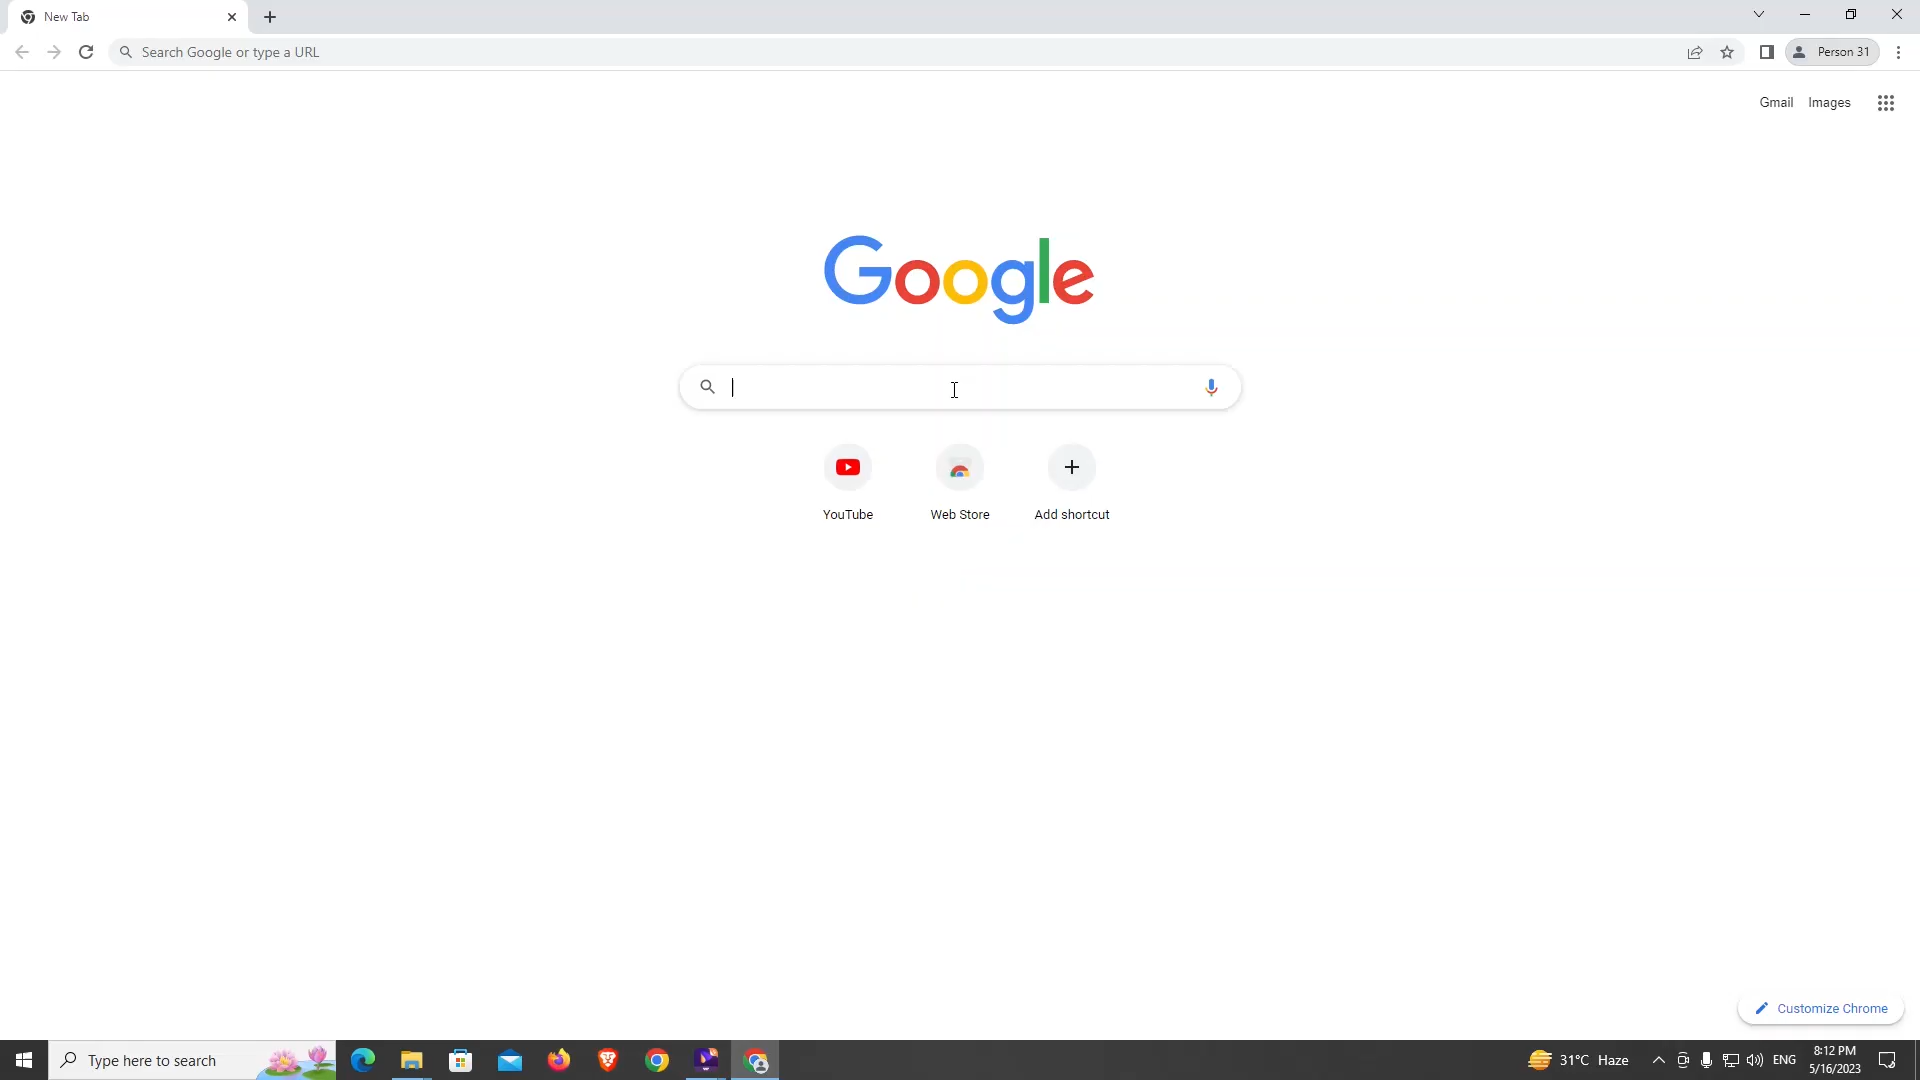 New Tab
Search Google or type a URL
Person 31
Gmail Images
Google
YouTube Web Store Add shortcut
Customize Chrome
Type here to search
31°C Haze
ENG
8:12 PM
5/16/2023